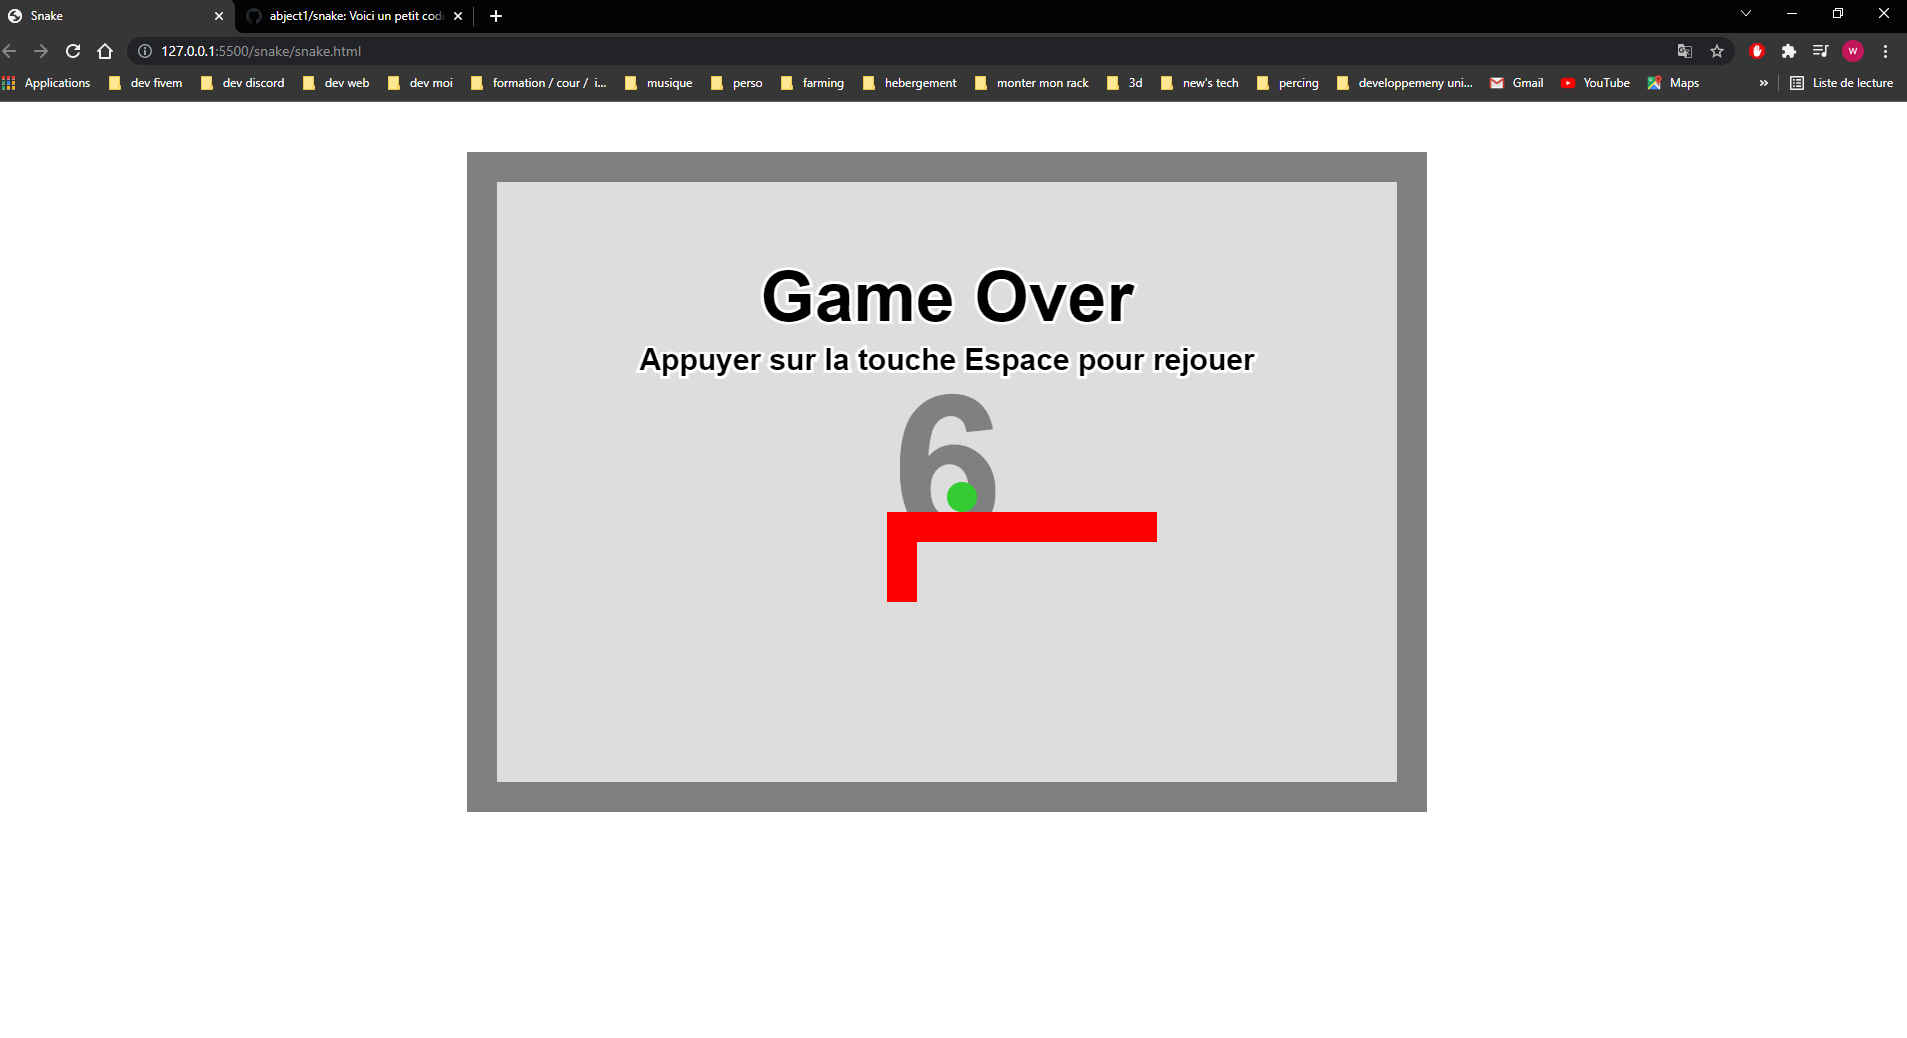 Snake
abject1/snake: Voici un petit cod
127.0.0.1:5500/snake/snake.html
W
Applications dev fivem dev discord dev web dev moi formation / cour / i... musique perso farming hebergement monter mon rack 3d new's tech percing developpemeny uni... Gmail YouTube Maps » Liste de lecture
Game Over
Appuyer sur la touche Espace pour rejouer
6